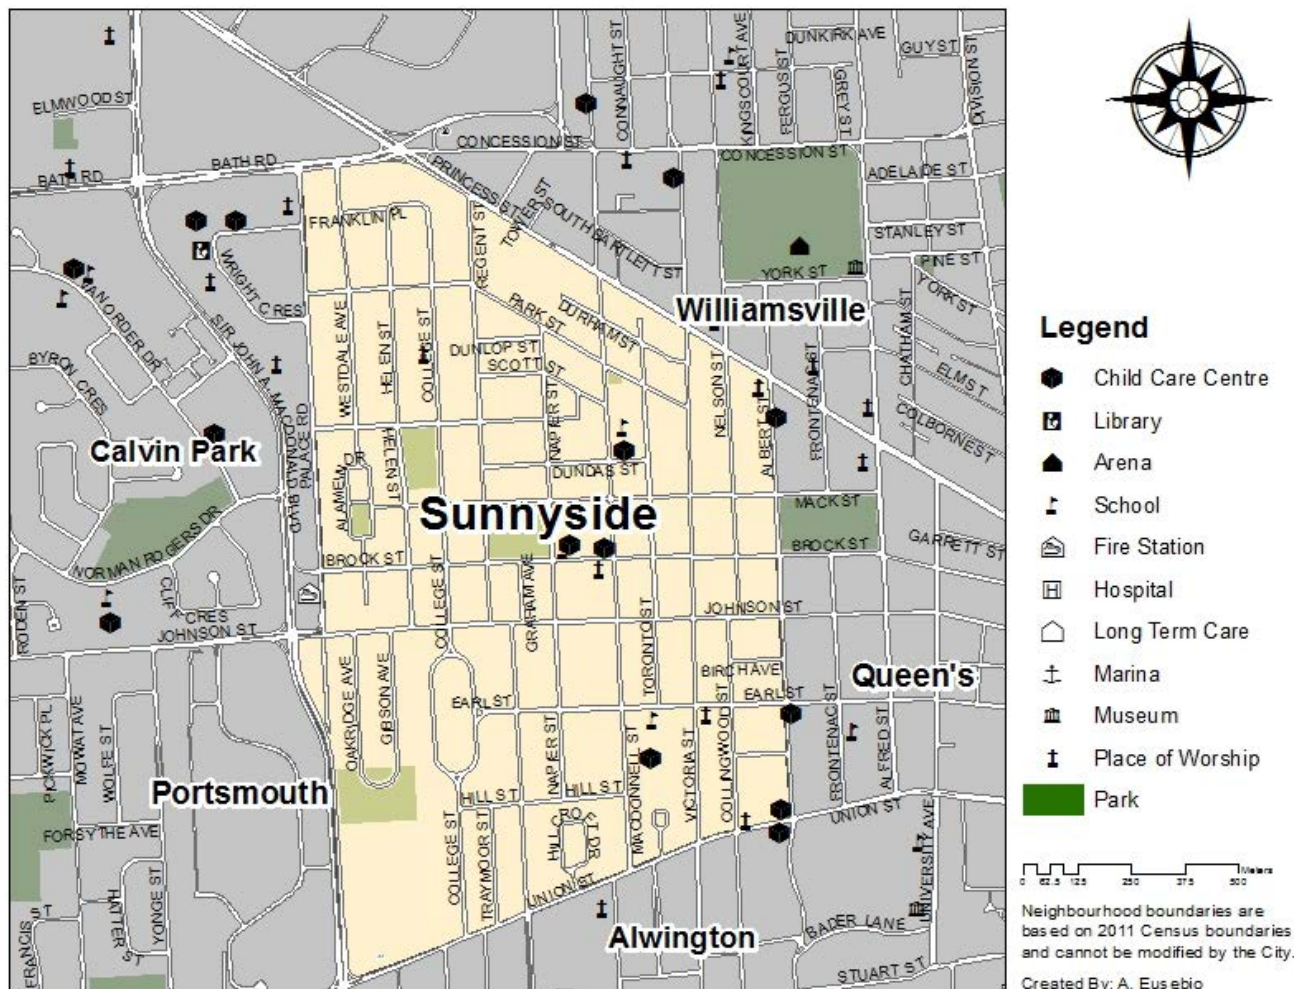 ELMWOOD ST
BATH RD
BATH RD
CONCESSION ST
CONNAUGHT ST
KINGSCOURT AVE
FERGUS ST
DUNKIRK AVE
GREY ST
GUY ST
DIVISION ST
CONCESSION ST
ADELAIDE ST
PRINCESS ST
TOWER ST
SOUTH BARTLETT ST
FRANKLIN PL
REGENT ST
STANLEY ST
PINE ST
YORK ST
YORK ST
WRIGHT CRES
VAN ORDER DR
SIR JOHN A. MACDONALD BLVD
BYRON CRES
Williamsville
PARK ST
DURHAM ST
WESTDALE AVE
HELEN ST
COLLEGE ST
DUNLOP ST
SCOTT ST
NAPIER ST
NELSON ST
ALBERT ST
FRONTENAC ST
CHATHAM ST
ELM ST
COLBORNE ST
Calvin Park
PALACE RD
ALAMEIN DR
HELEN ST
DUNDAS ST
Sunnyside
MACK ST
NORMAN ROGERS DR
BROCK ST
BROCK ST
GARRETT ST
RODEN ST
CLIFF CRES
JOHNSON ST
COLLEGE ST
GRAHAM AVE
JOHNSON ST
TORONTO ST
BIRCH AVE
Queen's
OAKRIDGE AVE
GIBSON AVE
EARL ST
EARL ST
PICKWICK PL
MOWAT AVE
WOLFE ST
NAPIER ST
MACDONNELL ST
VICTORIA ST
COLLINGWOOD ST
FRONTENAC ST
ALFRED ST
Portsmouth
HILL ST
HILL ST
UNION ST
FORSYTHE AVE
COLLEGE ST
TRAYMOOR ST
HILLCROFT DR
UNION ST
UNIVERSITY AVE
HATTER ST
YONGE ST
FRANCIS ST
Alwington
BADER LANE
STUART ST
Legend
Child Care Centre
Library
Arena
School
Fire Station
H Hospital
Long Term Care
Marina
Museum
Place of Worship
Park
Meters
0 62.5 125 250 375 500
Neighbourhood boundaries are
based on 2011 Census boundaries
and cannot be modified by the City.
Created By: A. Eusebio